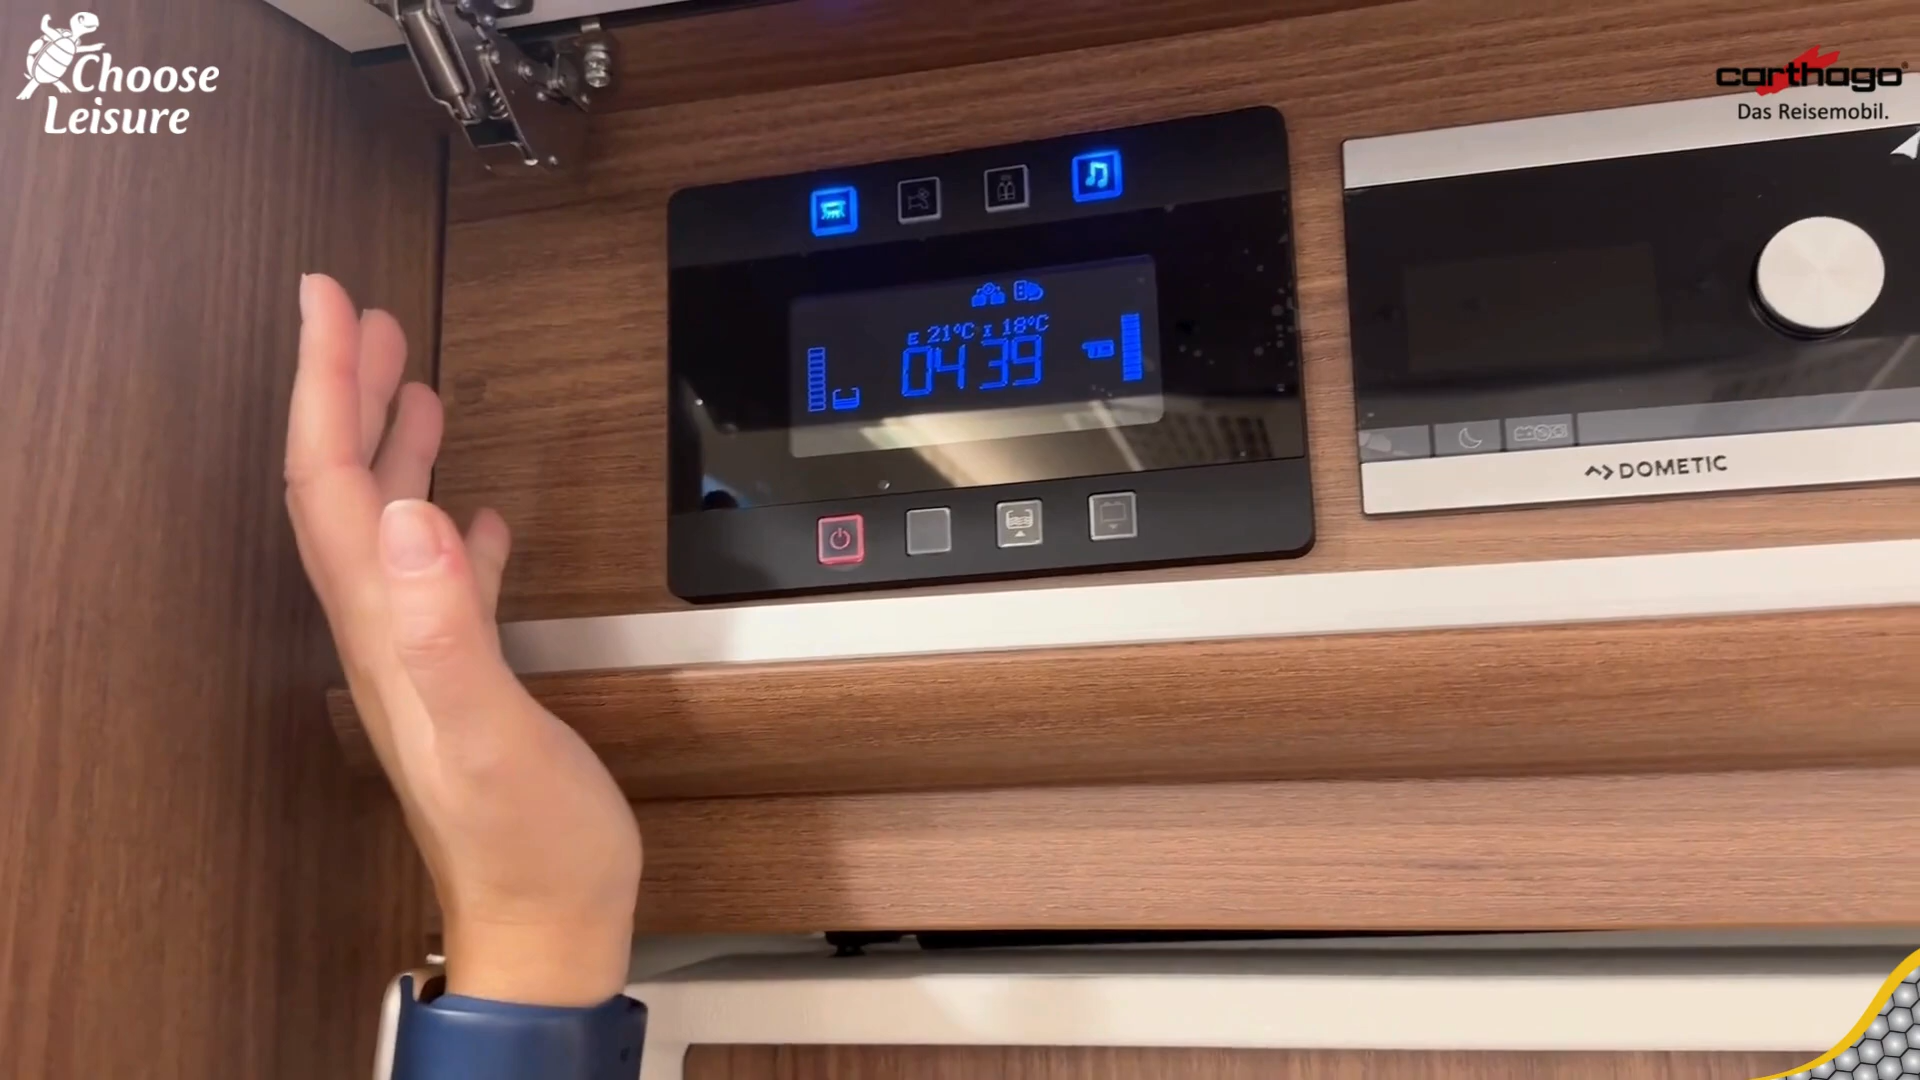 Choose
Leisure
carthago®
Das Reisemobil.
E 21°C I 18°C
04 39
DOMETIC